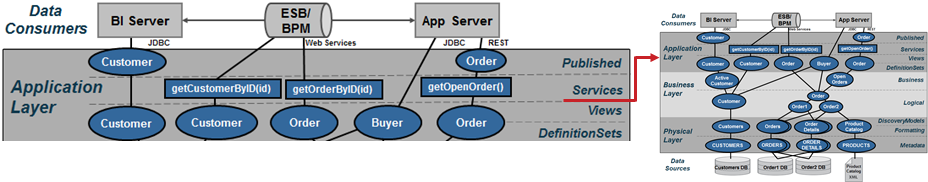 Data
Consumers
BI Server
ESB/
BPM
App Server
JDBC
Web Services
JDBC
REST
Customer
Order
Published
Application
Layer
getCustomerByID(id)
getOrderByID(id)
getOpenOrder()
Services
Views
Customer
Customer
Order
Buyer
Order
DefinitionSets
Data
Consumers
BI Server
ESB/
BPM
App Server
JDBC
Web Services
JDBC
REST
Customer
Order
Published
Application
Layer
getCustomerByID(id)
getOrderByID(id)
getOpenOrder()
Services
Views
Customer
Customer
Order
Buyer
Order
DefinitionSets
Business
Layer
Active
Customer
Open
Orders
Business
Customer
Order
Order1
Order2
Logical
Physical
Layer
Customers
Orders
Order
Details
Product
Catalog
DiscoveryModels
Formatting
CUSTOMERS
ORDERS
ORDER
DETAILS
PRODUCTS
Metadata
Data
Sources
Customers DB
Order1 DB
Order2 DB
Product
Catalog
XML